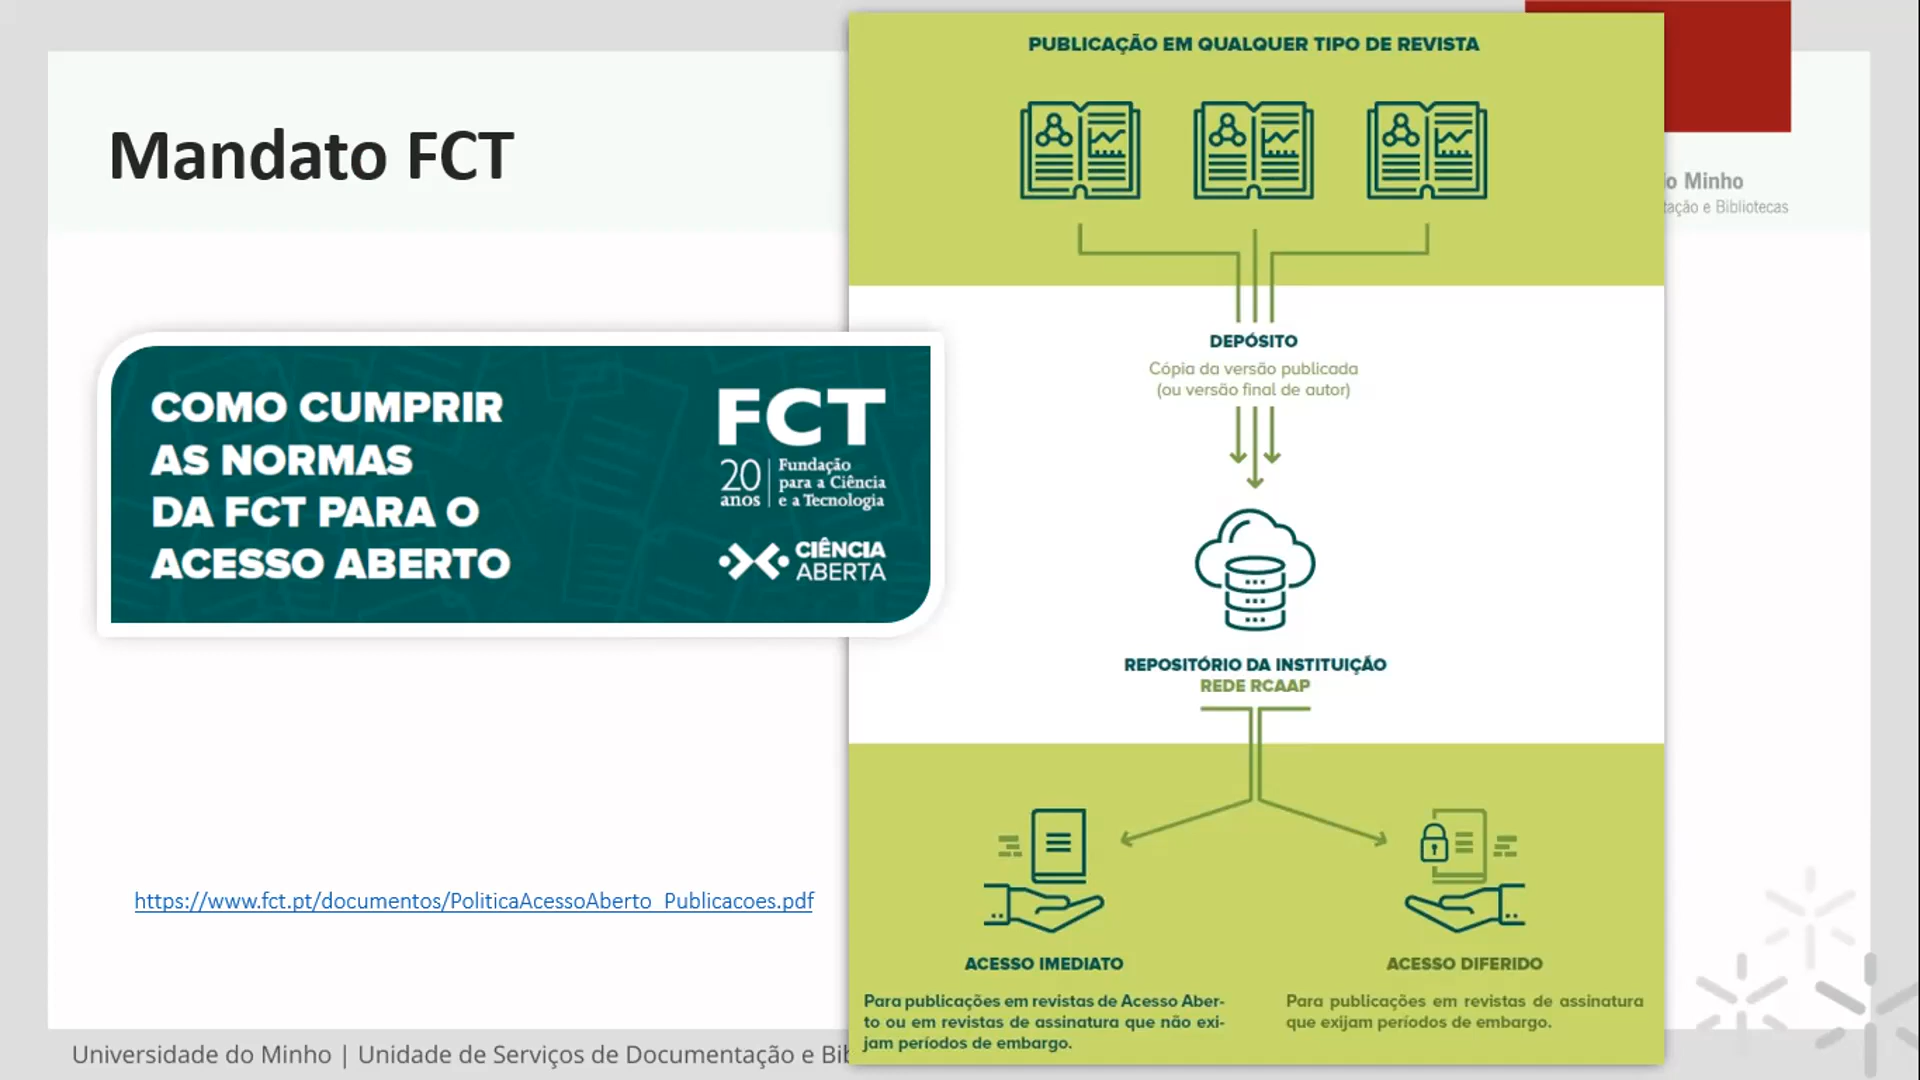 Mandato FCT
COMO CUMPRIR
AS NORMAS
DA FCT PARA O
ACESSO ABERTO
FCT
20 anos
Fundação
para a Ciência
e a Tecnologia
CIÊNCIA
ABERTA
https://www.fct.pt/documentos/PoliticaAcessoAberto_Publicacoes.pdf
PUBLICAÇÃO EM QUALQUER TIPO DE REVISTA
DEPÓSITO
Cópia da versão publicada
(ou versão final de autor)
REPOSITÓRIO DA INSTITUIÇÃO
REDE RCAAP
ACESSO IMEDIATO
Para publicações em revistas de Acesso Aber-
to ou em revistas de assinatura que não exi-
jam períodos de embargo.
ACESSO DIFERIDO
Para publicações em revistas de assinatura
que exijam períodos de embargo.
Minho
e Bibliotecas
Universidade do Minho | Unidade de Serviços de Documentação e